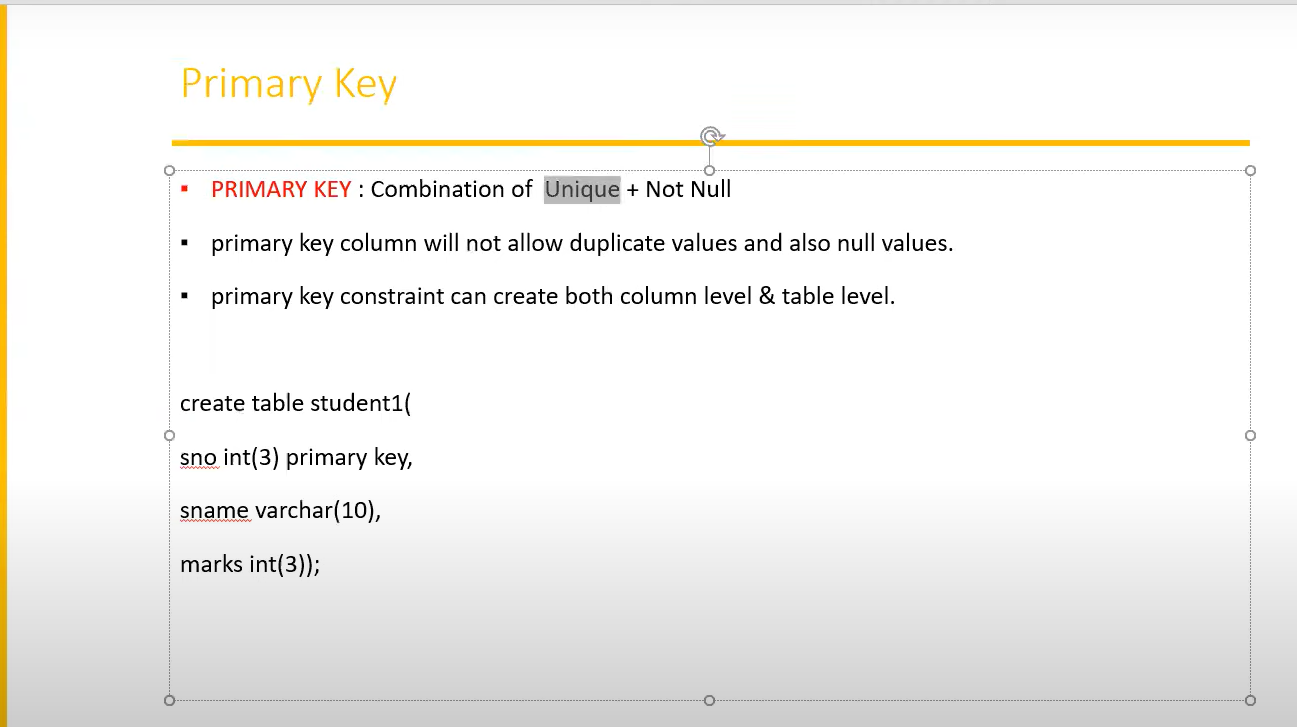 Primary Key
▪ PRIMARY KEY : Combination of Unique + Not Null
▪ primary key column will not allow duplicate values and also null values.
▪ primary key constraint can create both column level & table level.
create table student1(
sno int(3) primary key,
sname varchar(10),
marks int(3));